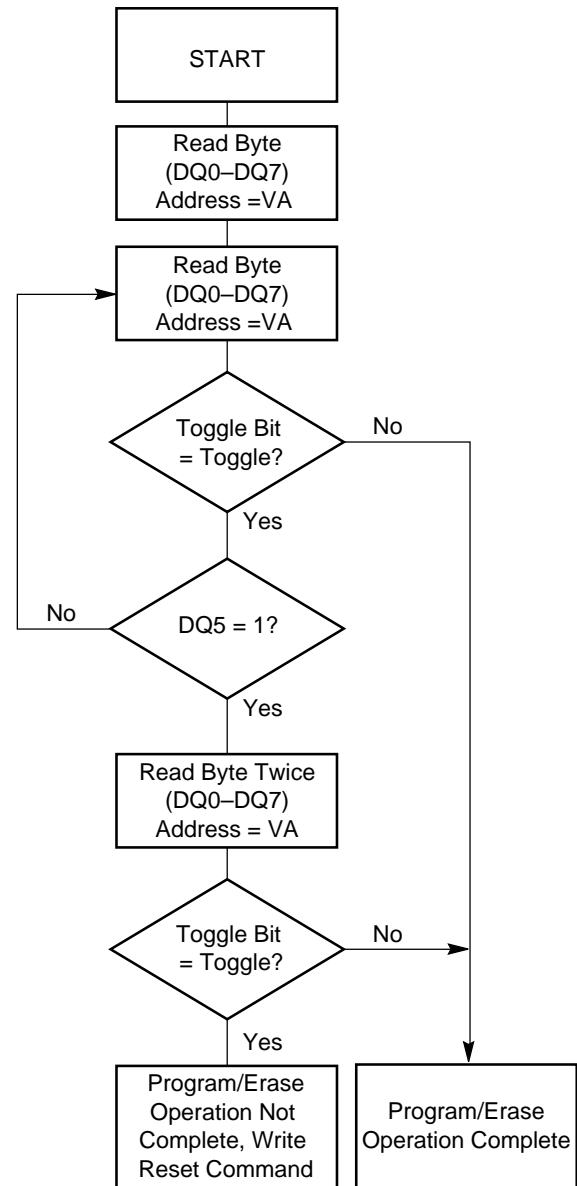 START
Read Byte
(DQ0–DQ7)
Address =VA
Read Byte
(DQ0–DQ7)
Address =VA
Toggle Bit
= Toggle?
No
Yes
No
DQ5 = 1?
Yes
Read Byte Twice
(DQ0–DQ7)
Address = VA
Toggle Bit
= Toggle?
No
Yes
Program/Erase
Operation Not
Complete, Write
Reset Command
Program/Erase
Operation Complete